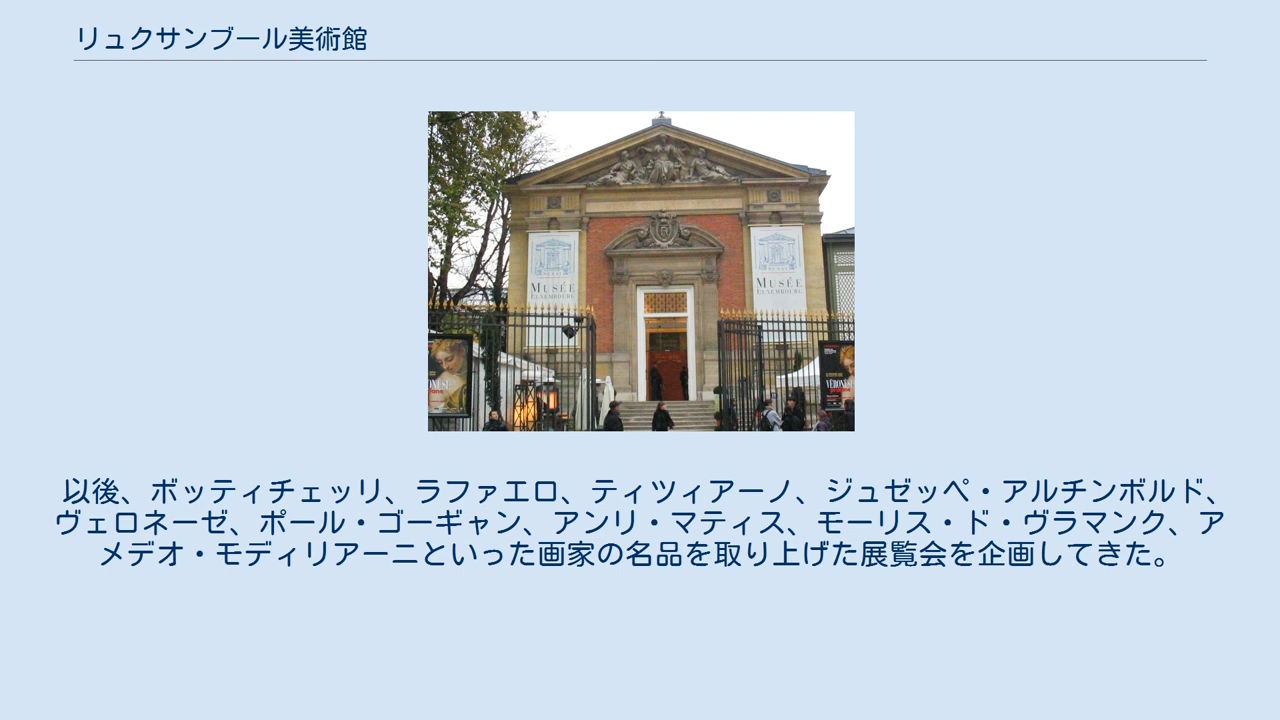 リュクサンブール美術館
MUSÉE
LUXEMBOURG
MUSÉE
LUXEMBOURG
VÉRONÈSE
以後、ボッティチェッリ、ラファエロ、ティツィアーノ、ジュゼッペ・アルチンボルド、
ヴェロネーゼ、ポール・ゴーギャン、アンリ・マティス、モーリス・ド・ヴラマンク、ア
メデオ・モディリアーニといった画家の名品を取り上げた展覧会を企画してきた。